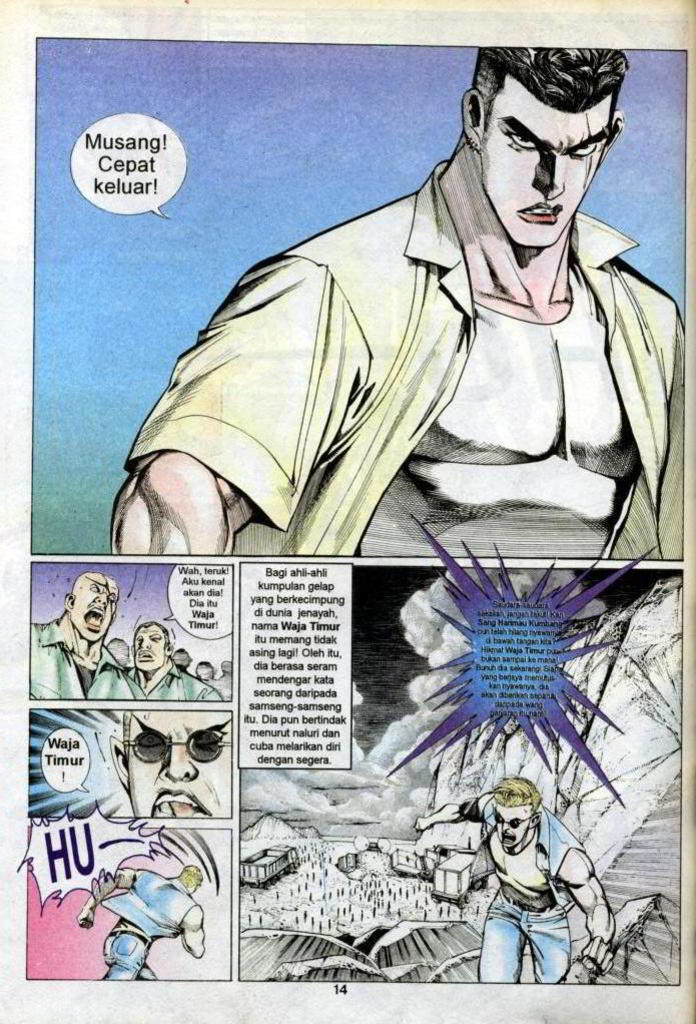 Musang!
Cepat
keluar!
Wah, teruk!
Aku kenal
akan dia!
Dia itu
Waja
Timur!
Waja
Timur
!
HU
Bagi ahli-ahli
kumpulan gelap
yang berkecimpung
di dunia jenayah,
nama Waja Timur
itu memang tidak
asing lagi! Oleh itu,
dia berasa seram
mendengar kata
seorang daripada
samseng-samseng
itu. Dia pun bertindak
menurut naluri dan
cuba melarikan diri
dengan segera.
Saudara-saudara
sekalian, jangan takut! Kan
Sang Harimau Kumbang
pun telah hilang nyawanya
di bawah tangan kita?
Hikmat Waja Timur pun
bukan sampai ke mana!
Bunuh dia sekarang! Siapa
yang berjaya memutus-
kan nyawanya, dia
akan diberikan separuh
daripada wang
ganjaran itu nanti!
14